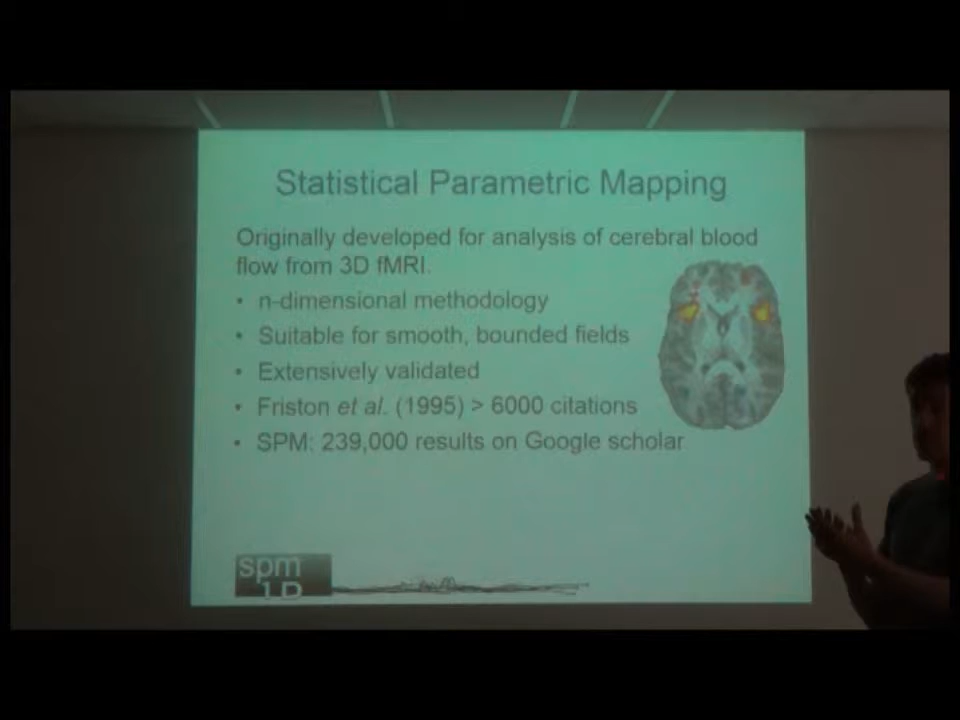 Statistical Parametric Mapping
Originally developed for analysis of cerebral blood
flow from 3D fMRI.
• n-dimensional methodology
• Suitable for smooth, bounded fields
• Extensively validated
• Friston et al. (1995) > 6000 citations
• SPM: 239,000 results on Google scholar
spm
1D